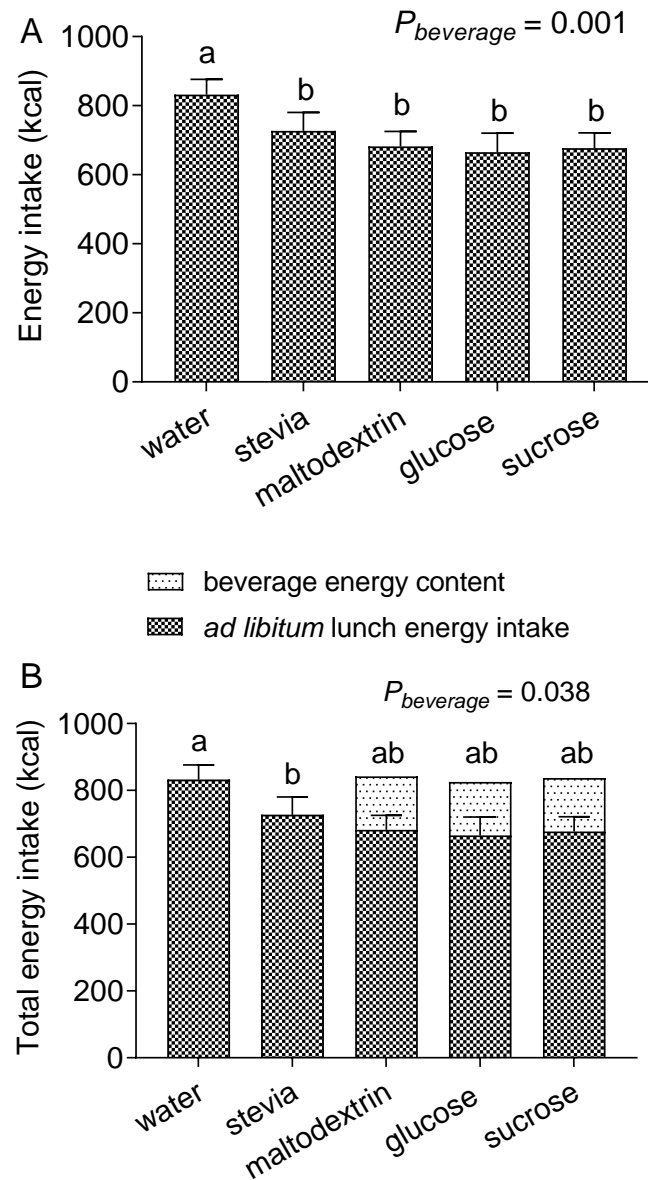 A
P beverage = 0.001
Energy intake (kcal)
1000
800
600
400
200
0
a
b
b
b
b
water
stevia
maltodextrin
glucose
sucrose
beverage energy content
ad libitum lunch energy intake
B
P beverage = 0.038
Total energy intake (kcal)
1000
800
600
400
200
0
a
b
ab
ab
ab
water
stevia
maltodextrin
glucose
sucrose